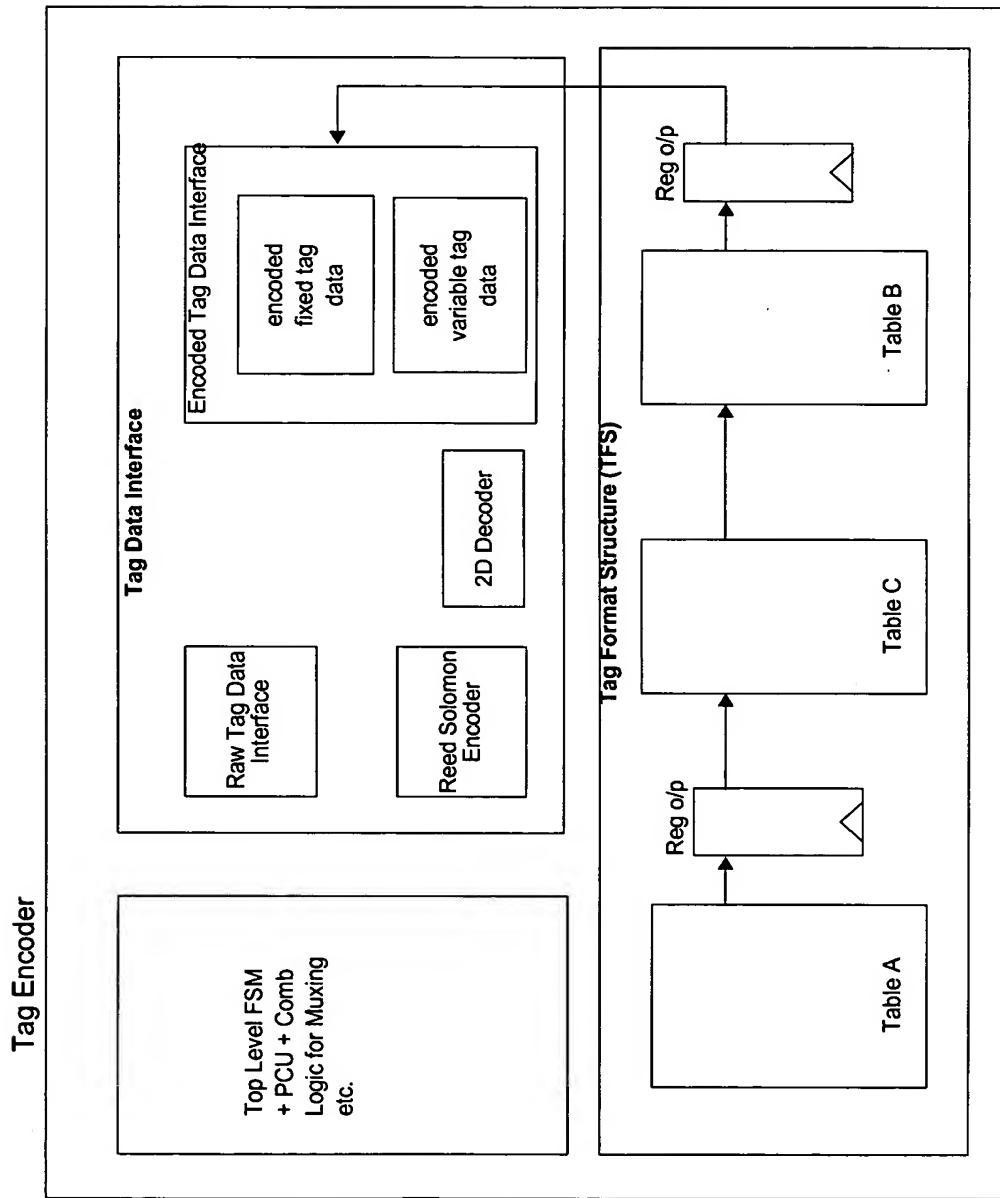 Tag Encoder
Top Level FSM
+ PCU + Comb
Logic for Muxing
etc.
Tag Data Interface
Raw Tag Data
Interface
Reed Solomon
Encoder
2D Decoder
Encoded Tag Data Interface
encoded
fixed tag
data
encoded
variable tag
data
Tag Format Structure (TFS)
Table A
Reg o/p
Table C
Table B
Reg o/p